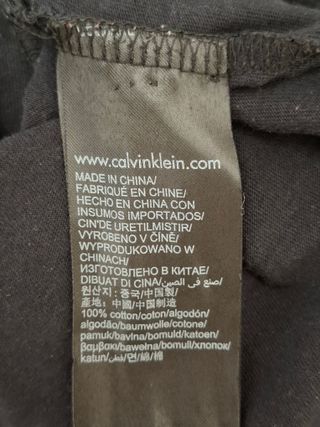 www.calvinklein.com
MADE IN CHINA/
FABRIQUÉ EN CHINE/
HECHO EN CHINA CON
INSUMOS IMPORTADOS/
CIN'DE URETILMISTIR/
VYROBENO V ČÍNĚ/
WYPRODUKOWANO W
CHINACH/
ИЗГОТОВЛЕНО В КИТАЕ/
DIBUAT DI CINA/صنع في الصين/
원산지: 중국/中国製/
產地: 中國/中国制造
100% cotton/coton/algodón/
algodão/baumwolle/cotone/
pamuk/bavlna/bomuld/katoen/
βαμβακι/bawełna/bomull/хлопок/
katun/قطن/면/綿/棉